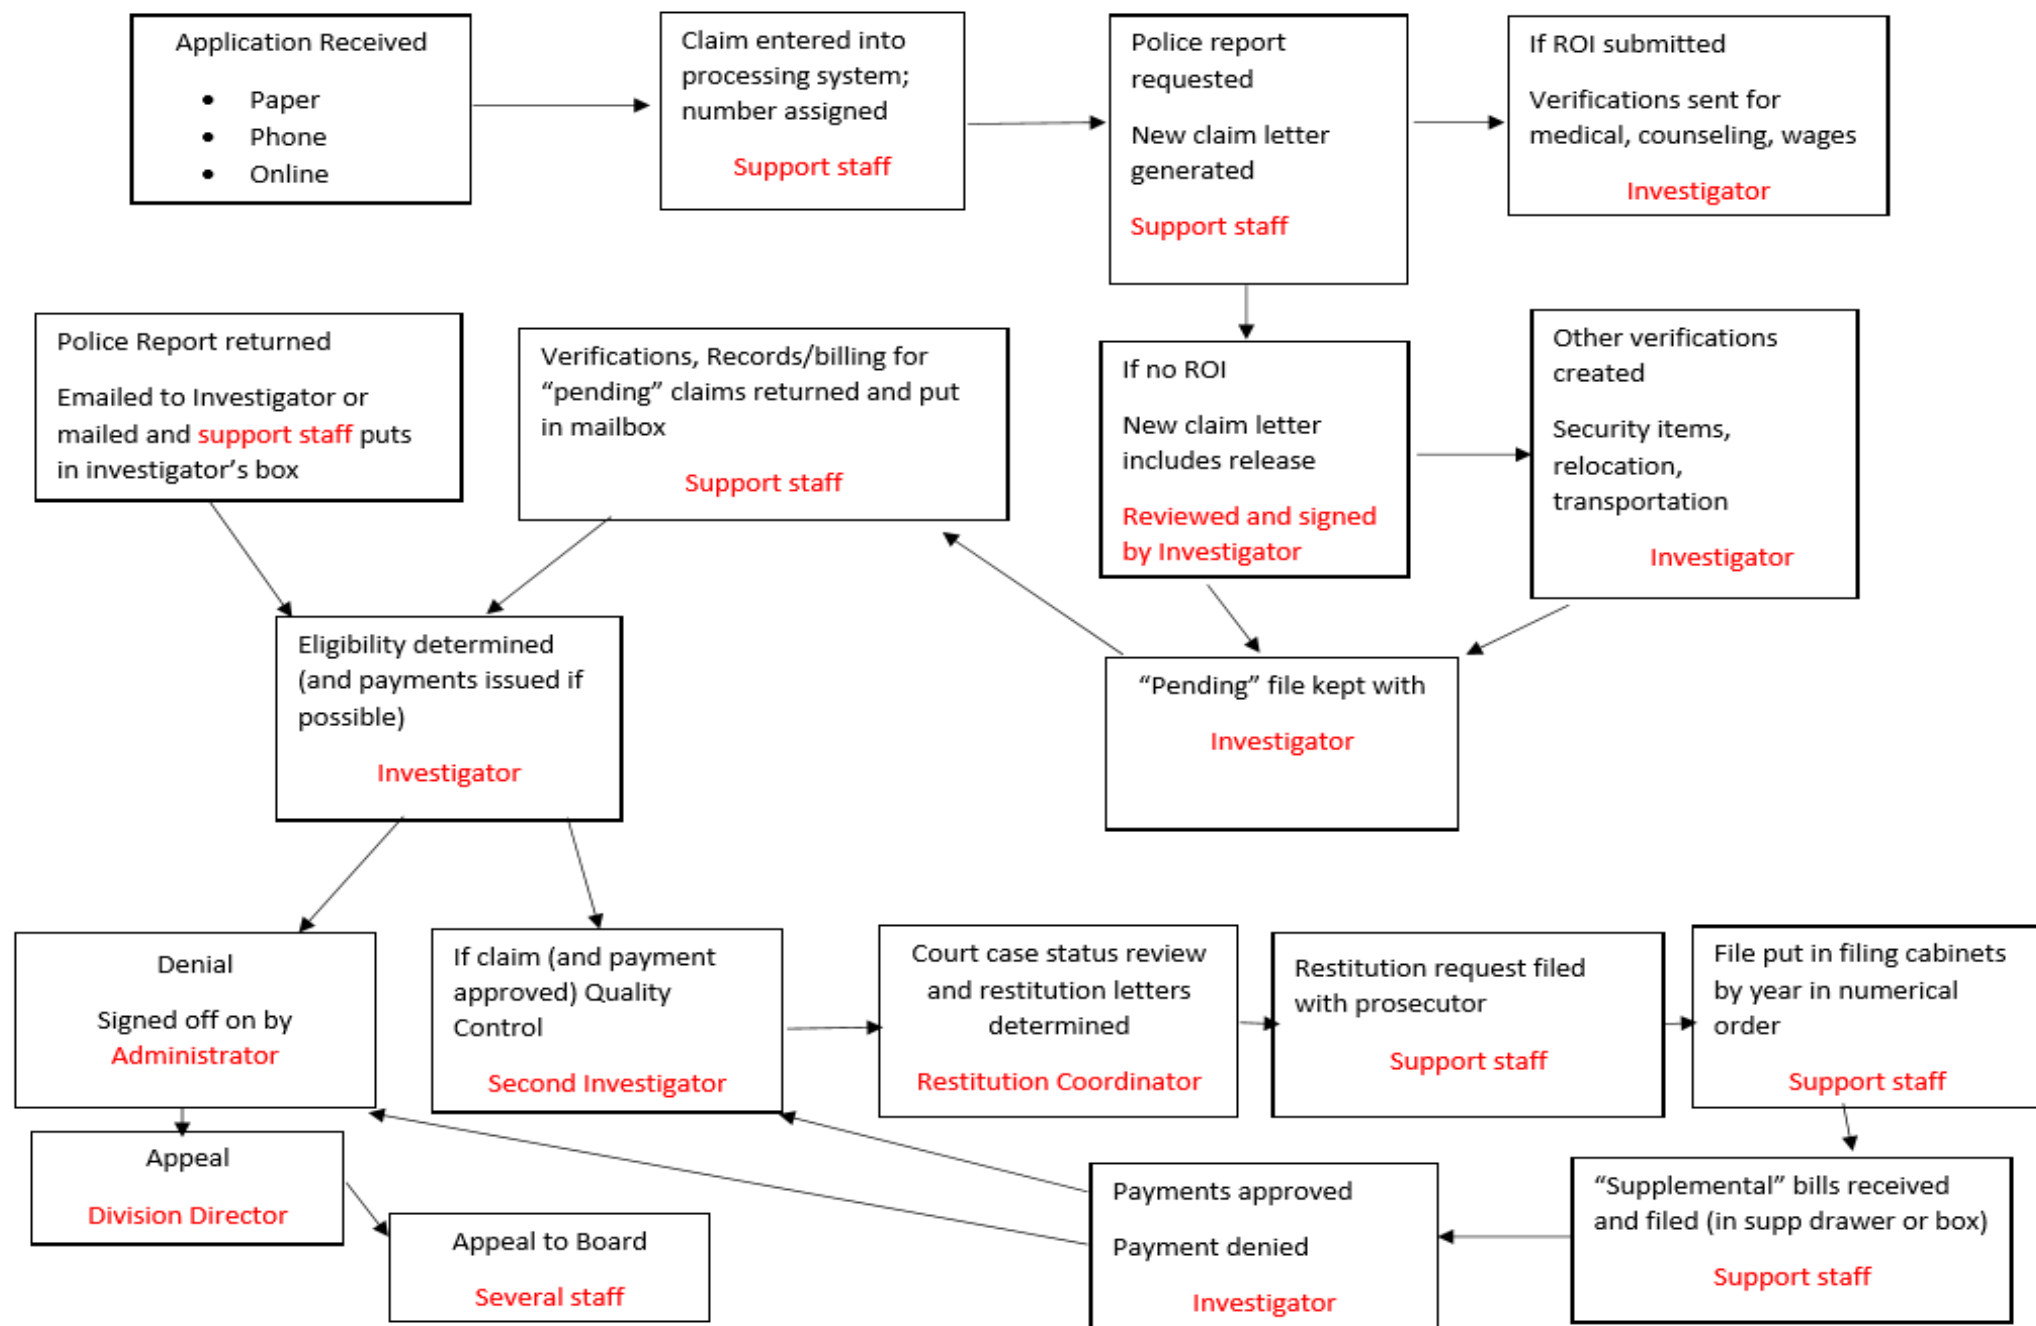 Application Received
• Paper
• Phone
• Online
Claim entered into
processing system;
number assigned
Support staff
Police report
requested
New claim letter
generated
Support staff
If ROI submitted
Verifications sent for
medical, counseling, wages
Investigator
Police Report returned
Emailed to Investigator or
mailed and support staff puts
in investigator's box
Verifications, Records/billing for
“pending” claims returned and put
in mailbox
Support staff
If no ROI
New claim letter
includes release
Reviewed and signed
by Investigator
Other verifications
created
Security items,
relocation,
transportation
Investigator
Eligibility determined
(and payments issued if
possible)
Investigator
“Pending” file kept with
Investigator
Denial
Signed off on by
Administrator
If claim (and payment
approved) Quality
Control
Second Investigator
Court case status review
and restitution letters
determined
Restitution Coordinator
Restitution request filed
with prosecutor
Support staff
File put in filing cabinets
by year in numerical
order
Support staff
Appeal
Division Director
Appeal to Board
Several staff
Payments approved
Payment denied
Investigator
“Supplemental” bills received
and filed (in supp drawer or box)
Support staff